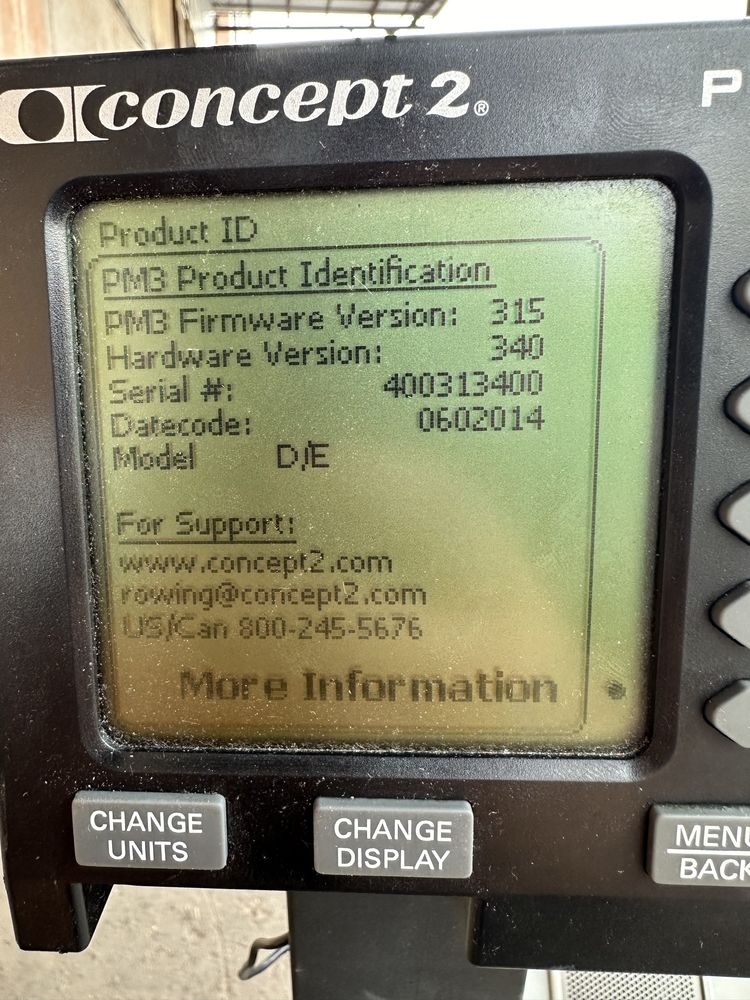 concept 2®
P
Product ID
PM3 Product Identification
PM3 Firmware Version: 315
Hardware Version: 340
Serial #: 400313400
Datecode: 0602014
Model D/E
For Support:
www.concept2.com
rowing@concept2.com
US/Can 800-245-5676
More Information
CHANGE UNITS
CHANGE DISPLAY
MENU
BACK